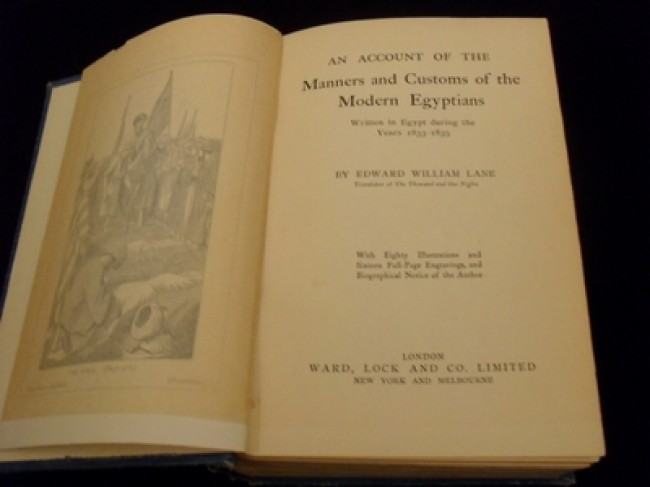 AN ACCOUNT OF THE
Manners and Customs of the
Modern Egyptians
Written in Egypt during the
Years 1833-1835
BY EDWARD WILLIAM LANE
Translator of The Thousand and One Nights
With Eighty Illustrations and
Sixteen Full-Page Engravings, and
Biographical Notice of the Author
LONDON
WARD, LOCK AND CO. LIMITED
NEW YORK AND MELBOURNE